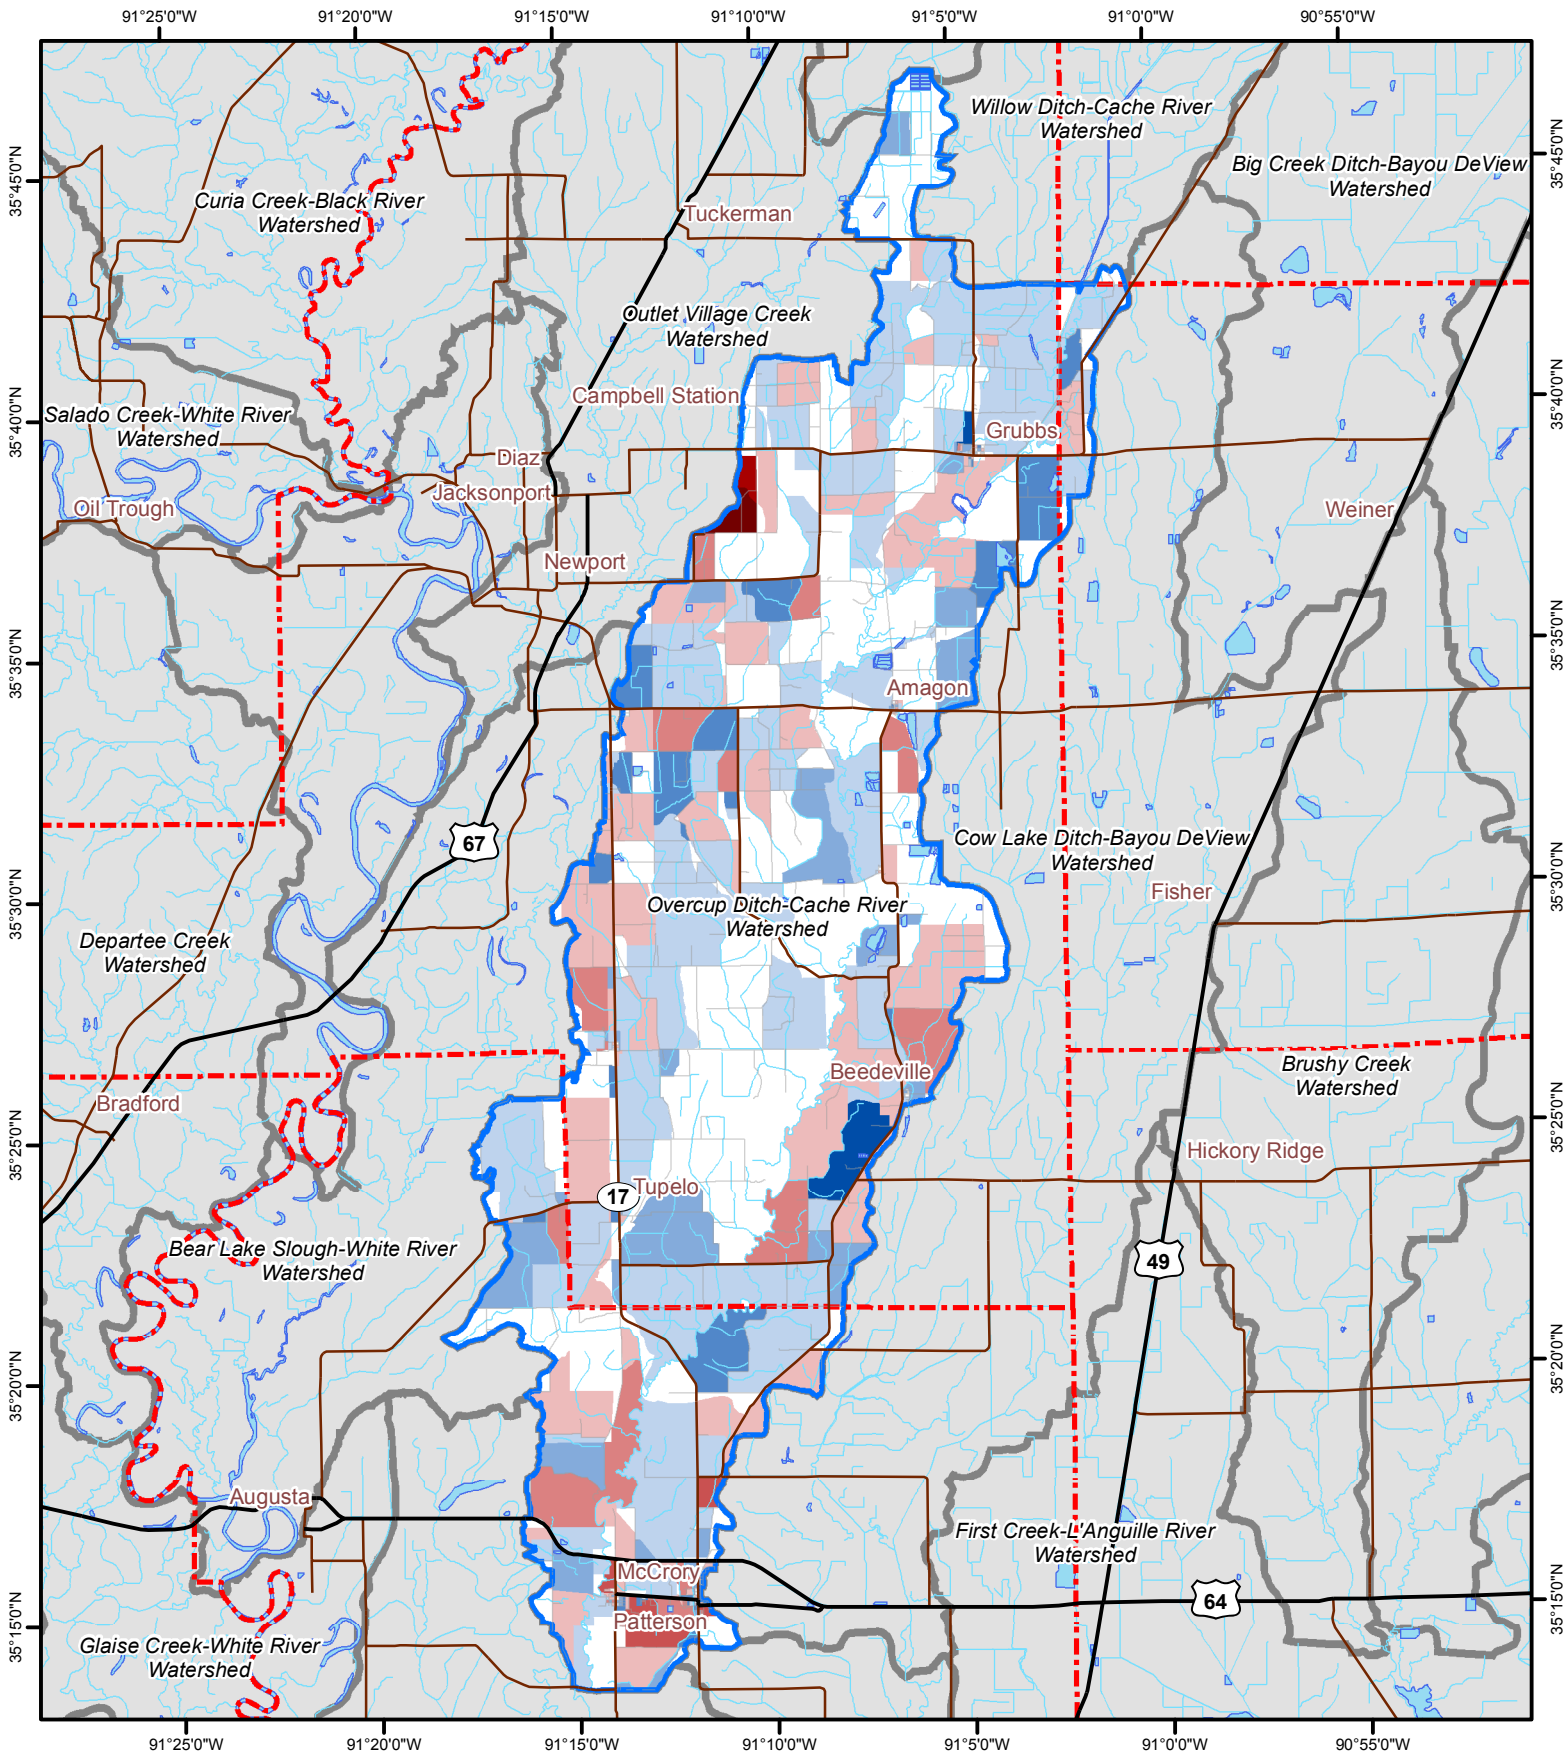 91°25'0"W
91°20'0"W
91°15'0"W
91°10'0"W
91°5'0"W
91°0'0"W
90°55'0"W
Willow Ditch-Cache River
Watershed
35°45'0"N
35°45'0"N
Big Creek Ditch-Bayou DeView
Watershed
Curia Creek-Black River
Watershed
Tuckerman
Outlet Village Creek
Watershed
Campbell Station
35°40'0"N
35°40'0"N
Salado Creek-White River
Watershed
Grubbs
Diaz
Jacksonport
Oil Trough
Weiner
Newport
35°35'0"N
35°35'0"N
Amagon
67
Cow Lake Ditch-Bayou DeView
Watershed
35°30'0"N
35°30'0"N
Fisher
Overcup Ditch-Cache River
Watershed
Departee Creek
Watershed
Beedeville
Brushy Creek
Watershed
Bradford
35°25'0"N
35°25'0"N
Hickory Ridge
17
Tupelo
Bear Lake Slough-White River
Watershed
49
35°20'0"N
35°20'0"N
Augusta
First Creek-L'Anguille River
Watershed
McCrory
64
Patterson
35°15'0"N
35°15'0"N
Glaise Creek-White River
Watershed
91°25'0"W
91°20'0"W
91°15'0"W
91°10'0"W
91°5'0"W
91°0'0"W
90°55'0"W